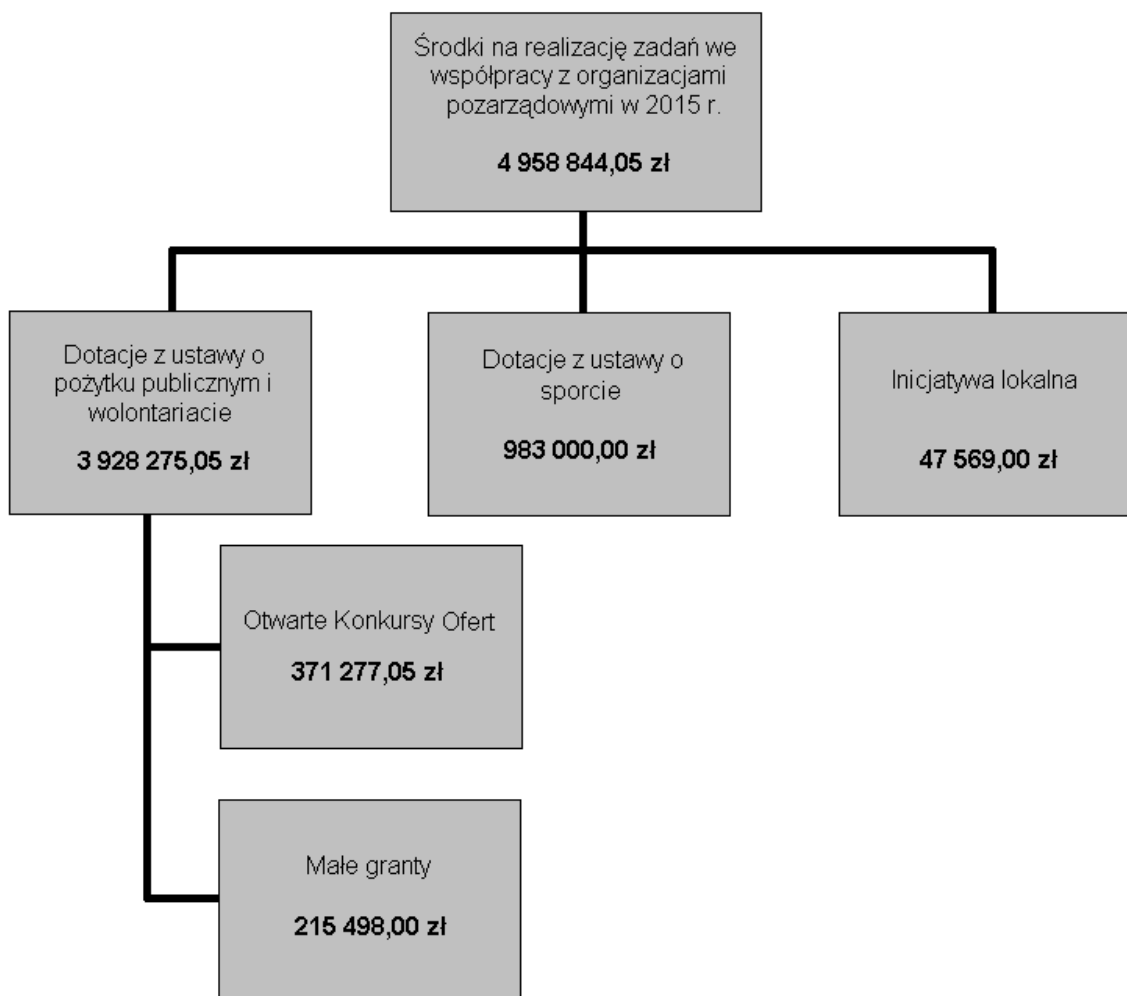 Środki na realizację zadań we
współpracy z organizacjami
pozarządowymi w 2015 r.
4 958 844,05 zł
Dotacje z ustawy o
pożytku publicznym i
wolontariacie
3 928 275,05 zł
Dotacje z ustawy o
sporcie
983 000,00 zł
Inicjatywa lokalna
47 569,00 zł
Otwarte Konkursy Ofert
371 277,05 zł
Małe granty
215 498,00 zł